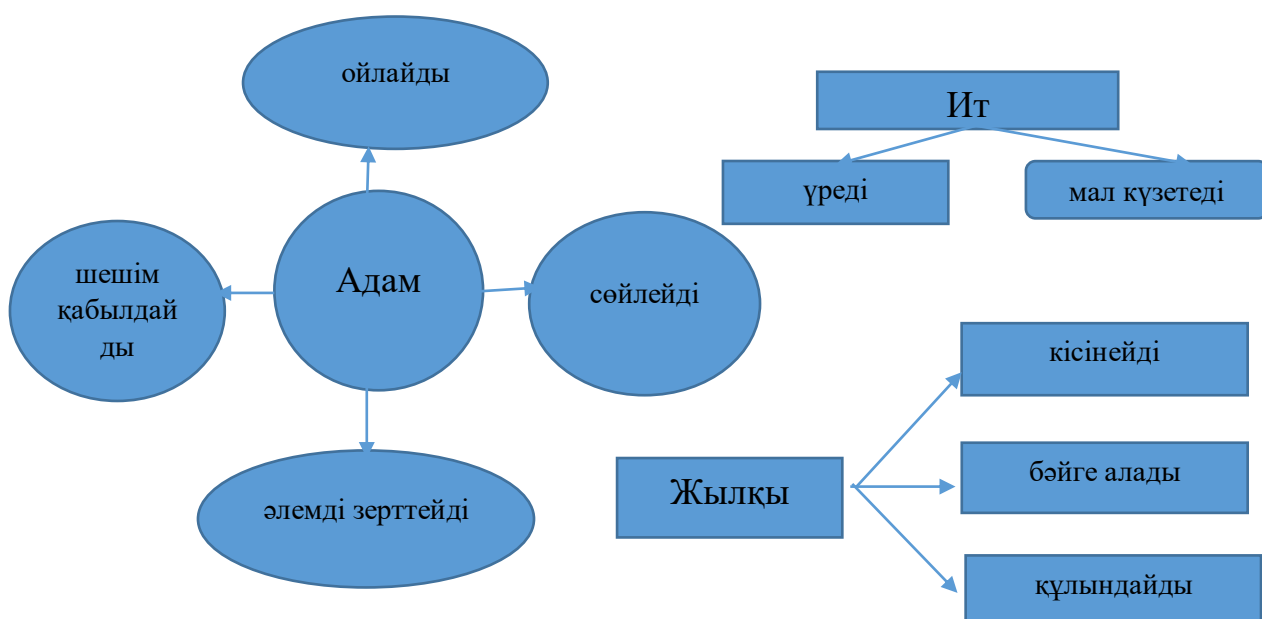 ойлайды
Адам
шешім
қабылдай
ды
сөйлейді
әлемді зерттейді
Ит
үреді
мал күзетеді
Жылқы
кісінейді
бәйге алады
құлындайды